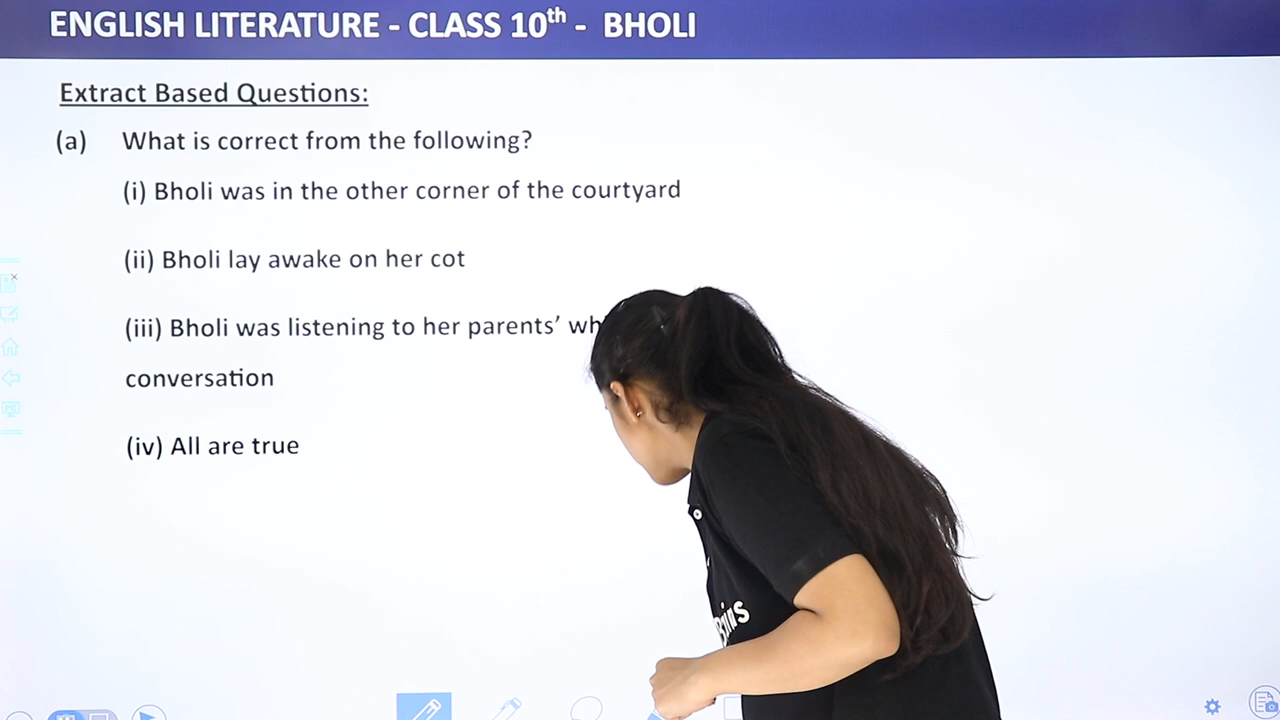 ENGLISH LITERATURE - CLASS 10th - BHOLI
Extract Based Questions:
(a) What is correct from the following?
(i) Bholi was in the other corner of the courtyard
(ii) Bholi lay awake on her cot
(iii) Bholi was listening to her parents'
conversation
(iv) All are true